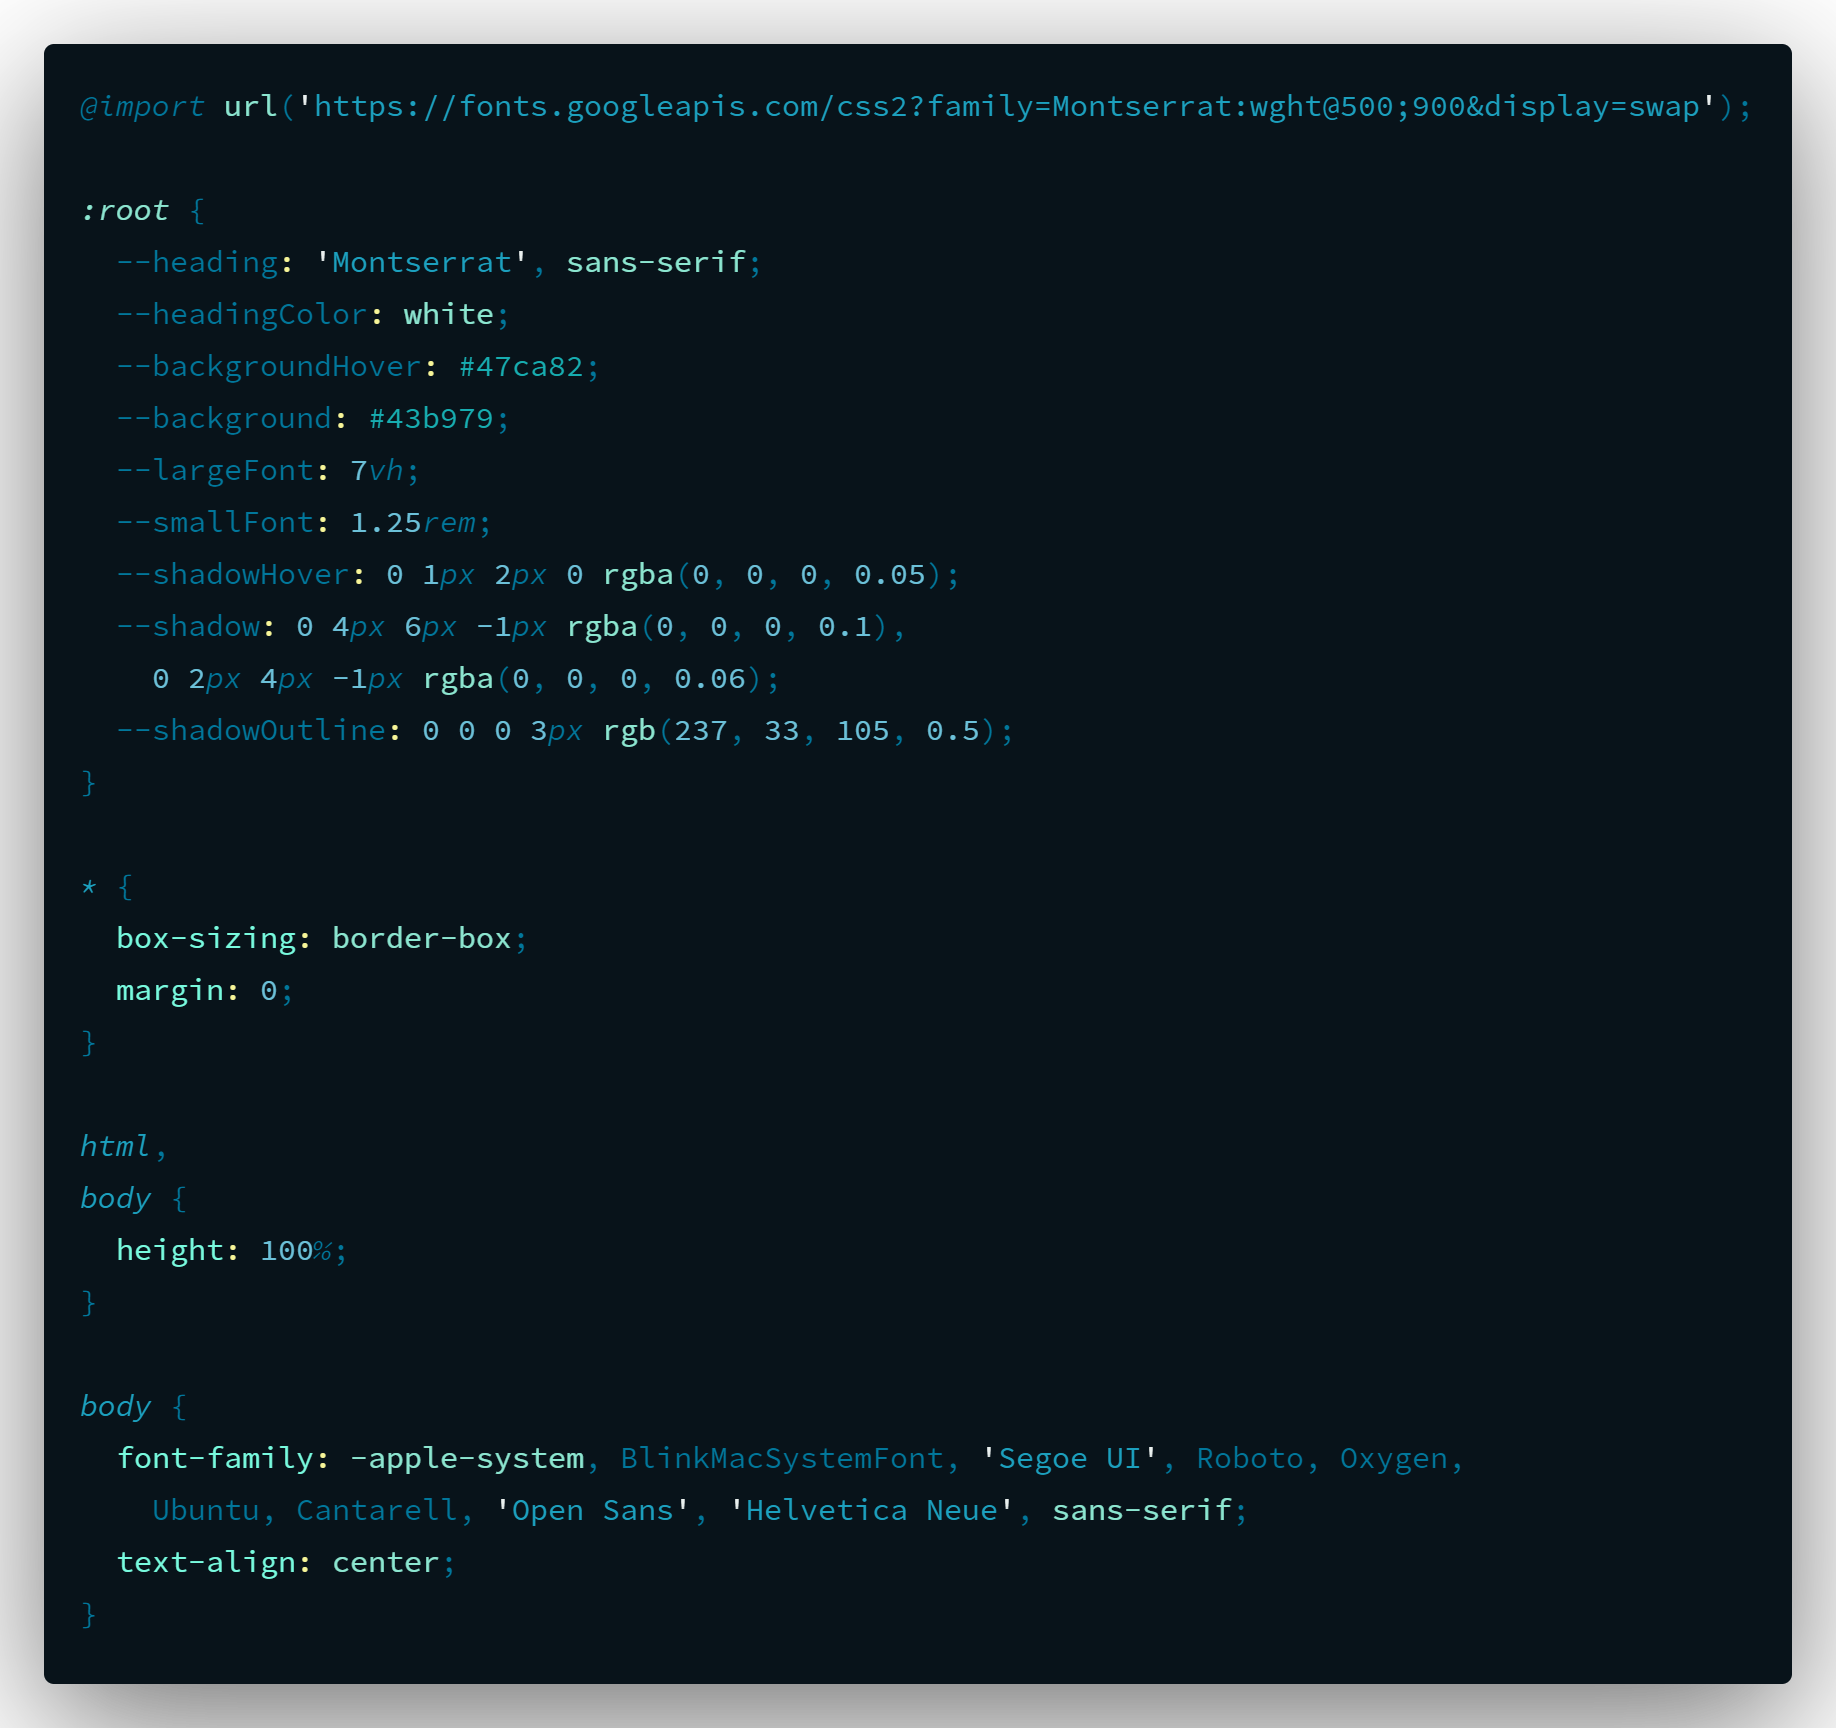 @import url('https://fonts.googleapis.com/css2?family=Montserrat:wght@500;900&display=swap');

:root {
  --heading: 'Montserrat', sans-serif;
  --headingColor: white;
  --backgroundHover: #47ca82;
  --background: #43b979;
  --largeFont: 7vh;
  --smallFont: 1.25rem;
  --shadowHover: 0 1px 2px 0 rgba(0, 0, 0, 0.05);
  --shadow: 0 4px 6px -1px rgba(0, 0, 0, 0.1),
    0 2px 4px -1px rgba(0, 0, 0, 0.06);
  --shadowOutline: 0 0 0 3px rgb(237, 33, 105, 0.5);
}

* {
  box-sizing: border-box;
  margin: 0;
}

html,
body {
  height: 100%;
}

body {
  font-family: -apple-system, BlinkMacSystemFont, 'Segoe UI', Roboto, Oxygen,
    Ubuntu, Cantarell, 'Open Sans', 'Helvetica Neue', sans-serif;
  text-align: center;
}